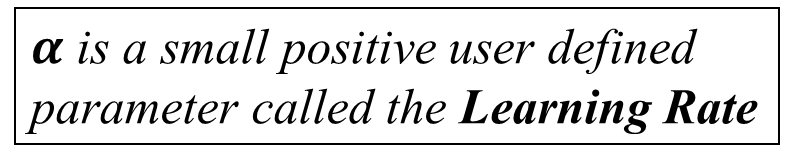 α is a small positive user defined
parameter called the Learning Rate